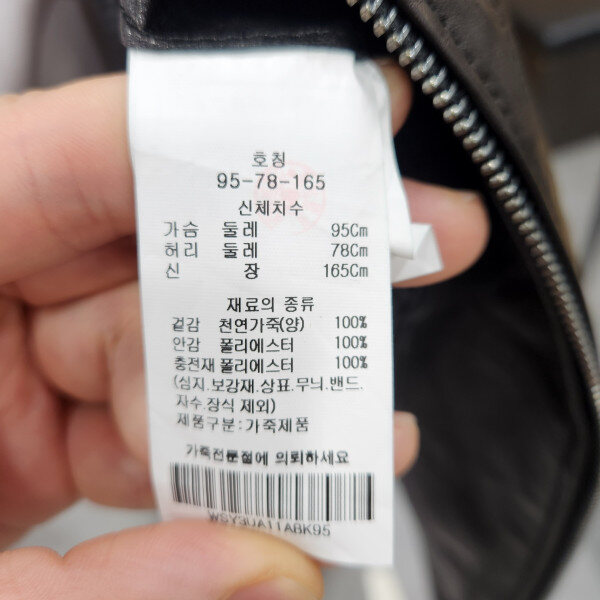 호칭
95-78-165
신체치수
가슴 둘레 95Cm
허리 둘레 78Cm
신 장 165Cm
재료의 종류
겉감 천연가죽(양) 100%
안감 폴리에스터 100%
충전재 폴리에스터 100%
(심지.보강재.상표.무늬.밴드.
자수.장식 제외)
제품구분:가죽제품
가죽전문점에 의뢰하세요
WSY3UA11ABK95